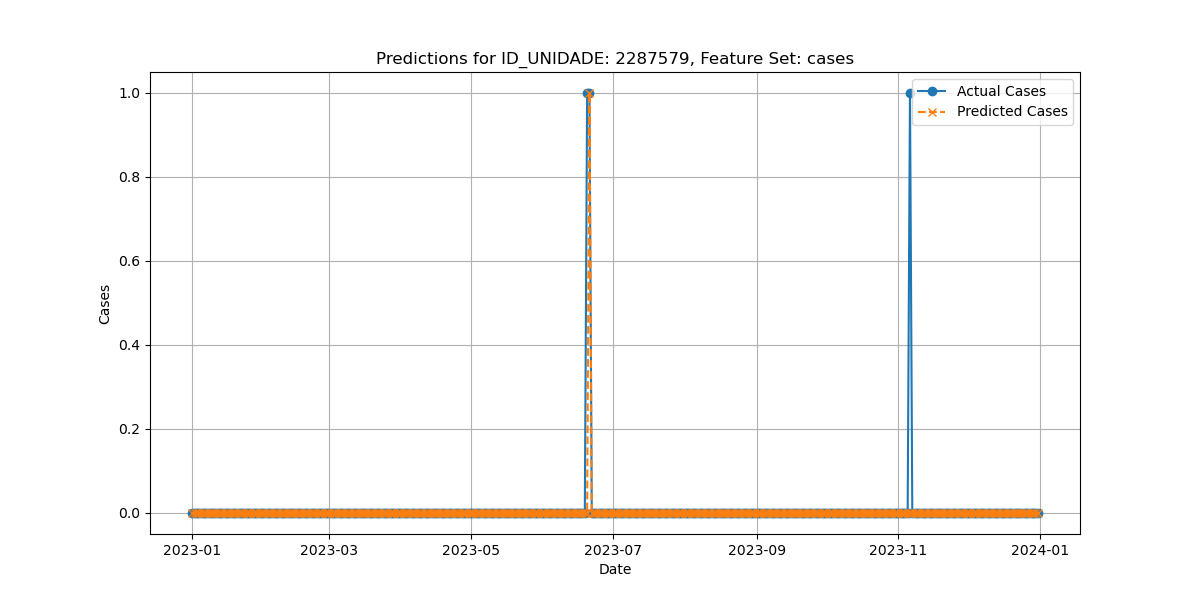 Predictions for ID_UNIDADE: 2287579, Feature Set: cases
Actual Cases
Predicted Cases
1.0
0.8
0.6
0.4
0.2
0.0
Cases
2023-01
2023-03
2023-05
2023-07
2023-09
2023-11
2024-01
Date